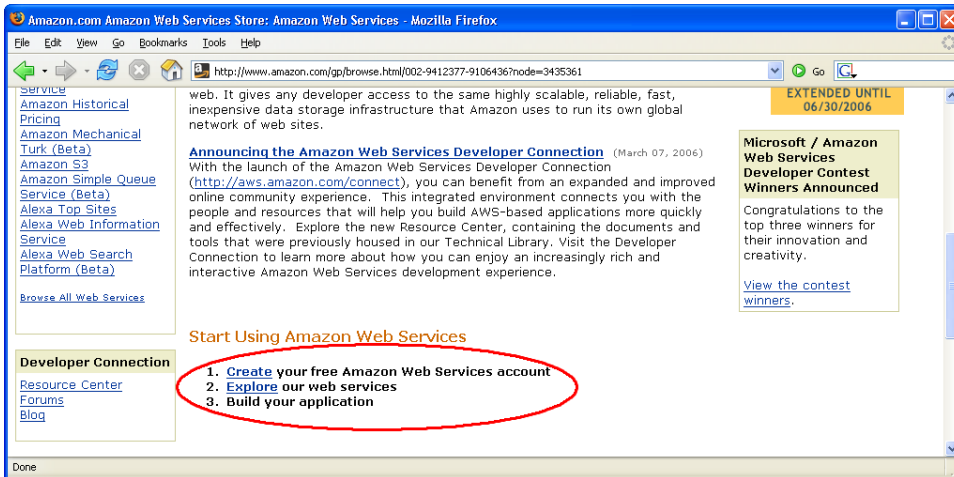 Amazon.com Amazon Web Services Store: Amazon Web Services - Mozilla Firefox
File Edit View Go Bookmarks Tools Help
http://www.amazon.com/gp/browse.html/002-9412377-9106436?node=3435361
Go
G
Service
Amazon Historical
Pricing
Amazon Mechanical
Turk (Beta)
Amazon S3
Amazon Simple Queue
Service (Beta)
Alexa Top Sites
Alexa Web Information
Service
Alexa Web Search
Platform (Beta)
Browse All Web Services
Developer Connection
Resource Center
Forums
Blog
web. It gives any developer access to the same highly scalable, reliable, fast,
inexpensive data storage infrastructure that Amazon uses to run its own global
network of web sites.
Announcing the Amazon Web Services Developer Connection (March 07, 2006)
With the launch of the Amazon Web Services Developer Connection
(http://aws.amazon.com/connect), you can benefit from an expanded and improved
online community experience. This integrated environment connects you with the
people and resources that will help you build AWS-based applications more quickly
and effectively. Explore the new Resource Center, containing the documents and
tools that were previously housed in our Technical Library. Visit the Developer
Connection to learn more about how you can enjoy an increasingly rich and
interactive Amazon Web Services development experience.
Start Using Amazon Web Services
1. Create your free Amazon Web Services account
2. Explore our web services
3. Build your application
EXTENDED UNTIL
06/30/2006
Microsoft / Amazon
Web Services
Developer Contest
Winners Announced
Congratulations to the
top three winners for
their innovation and
creativity.
View the contest
winners.
Done